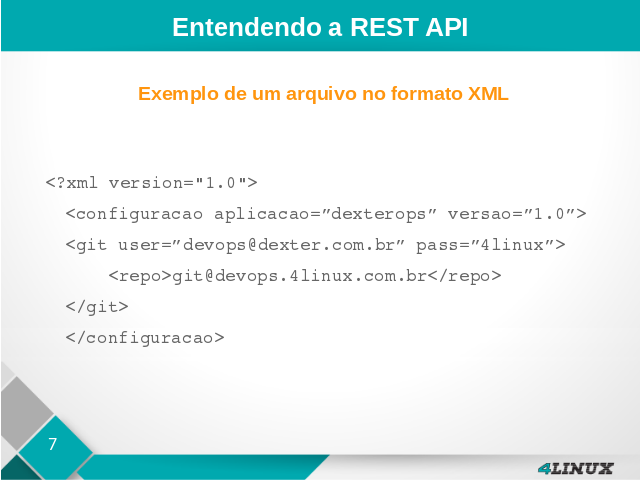 Entendendo a REST API
Exemplo de um arquivo no formato XML
<?xml version="1.0">
<configuracao aplicacao=”dexterops” versao=”1.0”>
<git user=”devops@dexter.com.br” pass=”4linux”>
<repo>git@devops.4linux.com.br</repo>
</git>
</configuracao>
7
4LINUX